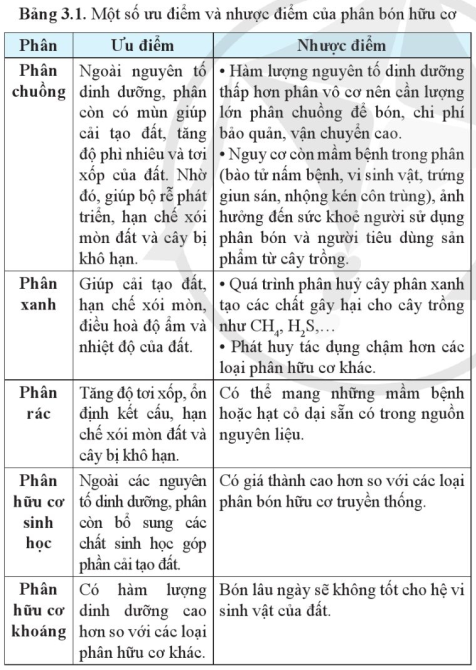 Bảng 3.1. Một số ưu điểm và nhược điểm của phân bón hữu cơ
Phân
Ưu điểm
Nhược điểm
Phân
chuồng
Ngoài nguyên tố
dinh dưỡng, phân
còn có mùn giúp
cải tạo đất, tăng
độ phì nhiêu và tơi
xốp của đất. Nhờ
đó, giúp bộ rễ phát
triển, hạn chế xói
mòn đất và cây bị
khô hạn.
• Hàm lượng nguyên tố dinh dưỡng
thấp hơn phân vô cơ nên cần lượng
lớn phân chuồng để bón, chi phí
bảo quản, vận chuyển cao.
• Nguy cơ còn mầm bệnh trong phân
(bào tử nấm bệnh, vi sinh vật, trứng
giun sán, nhộng kén côn trùng), ảnh
hưởng đến sức khoẻ người sử dụng
phân bón và người tiêu dùng sản
phẩm từ cây trồng.
Phân
xanh
Giúp cải tạo đất,
hạn chế xói mòn,
điều hoà độ ẩm và
nhiệt độ của đất.
• Quá trình phân huỷ cây phân xanh
tạo các chất gây hại cho cây trồng
như CH₄, H₂S,...
• Phát huy tác dụng chậm hơn các
loại phân hữu cơ khác.
Phân
rác
Tăng độ tơi xốp, ổn
định kết cấu, hạn
chế xói mòn đất và
cây bị khô hạn.
Có thể mang những mầm bệnh
hoặc hạt cỏ dại sẵn có trong nguồn
nguyên liệu.
Phân
hữu cơ
sinh
học
Ngoài các nguyên
tố dinh dưỡng, phân
còn bổ sung các
chất sinh học góp
phần cải tạo đất.
Có giá thành cao hơn so với các loại
phân bón hữu cơ truyền thống.
Phân
hữu cơ
khoáng
Có hàm lượng
dinh dưỡng cao
hơn so với các loại
phân hữu cơ khác.
Bón lâu ngày sẽ không tốt cho hệ vi
sinh vật của đất.